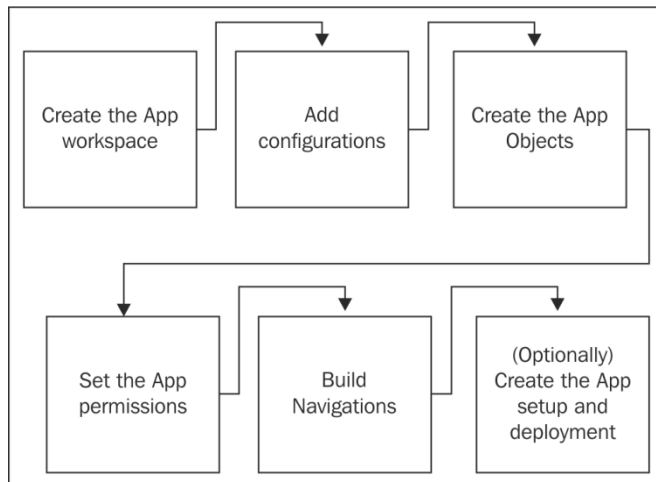 Create the App
workspace
Add
configurations
Create the App
Objects
Set the App
permissions
Build
Navigations
(Optionally)
Create the App
setup and
deployment